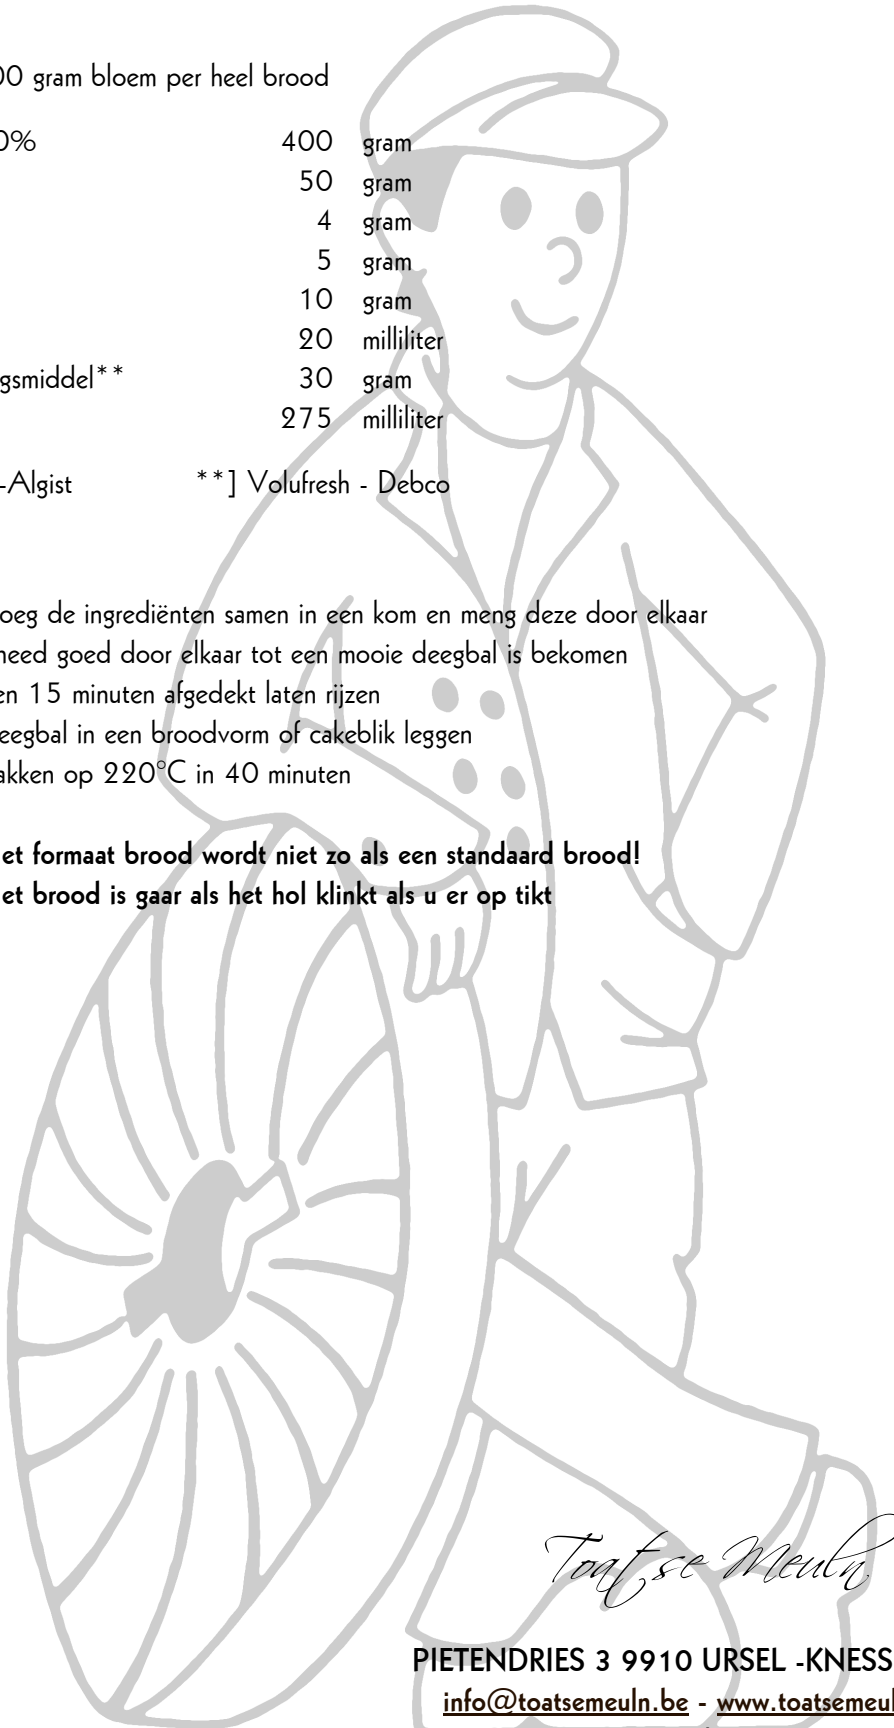 00 gram bloem per heel brood
0% 400 gram
50 gram
4 gram
5 gram
10 gram
20 milliliter
gsmiddel** 30 gram
275 milliliter
-Algist **] Volufresh - Debco
oeg de ingrediënten samen in een kom en meng deze door elkaar
need goed door elkaar tot een mooie deegbal is bekomen
en 15 minuten afgedekt laten rijzen
eegbal in een broodvorm of cakeblik leggen
akken op 220°C in 40 minuten
et formaat brood wordt niet zo als een standaard brood!
et brood is gaar als het hol klinkt als u er op tikt
Toatse Meuln
PIETENDRIES 3 9910 URSEL -KNESS
info@toatsemeuln.be - www.toatsemeul